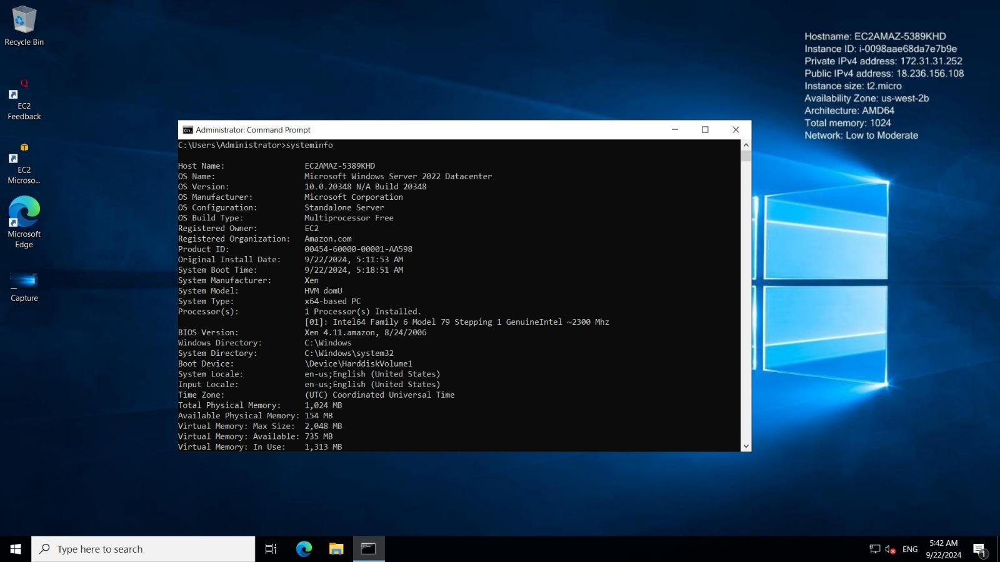 Recycle Bin
EC2
Feedback
EC2
Microso...
Microsoft
Edge
Capture
Hostname: EC2AMAZ-5389KHD
Instance ID: i-0098aae68da7e7b9e
Private IPv4 address: 172.31.31.252
Public IPv4 address: 18.236.156.108
Instance size: t2.micro
Availability Zone: us-west-2b
Architecture: AMD64
Total memory: 1024
Network: Low to Moderate
Administrator: Command Prompt
C:\Users\Administrator>systeminfo
Host Name: EC2AMAZ-5389KHD
OS Name: Microsoft Windows Server 2022 Datacenter
OS Version: 10.0.20348 N/A Build 20348
OS Manufacturer: Microsoft Corporation
OS Configuration: Standalone Server
OS Build Type: Multiprocessor Free
Registered Owner: EC2
Registered Organization: Amazon.com
Product ID: 00454-60000-00001-AA598
Original Install Date: 9/22/2024, 5:11:53 AM
System Boot Time: 9/22/2024, 5:18:51 AM
System Manufacturer: Xen
System Model: HVM domU
System Type: x64-based PC
Processor(s): 1 Processor(s) Installed.
[01]: Intel64 Family 6 Model 79 Stepping 1 GenuineIntel ~2300 Mhz
BIOS Version: Xen 4.11.amazon, 8/24/2006
Windows Directory: C:\Windows
System Directory: C:\Windows\system32
Boot Device: \Device\HarddiskVolume1
System Locale: en-us;English (United States)
Input Locale: en-us;English (United States)
Time Zone: (UTC) Coordinated Universal Time
Total Physical Memory: 1,024 MB
Available Physical Memory: 154 MB
Virtual Memory: Max Size: 2,048 MB
Virtual Memory: Available: 735 MB
Virtual Memory: In Use: 1,313 MB
Type here to search
ENG
5:42 AM
9/22/2024
1